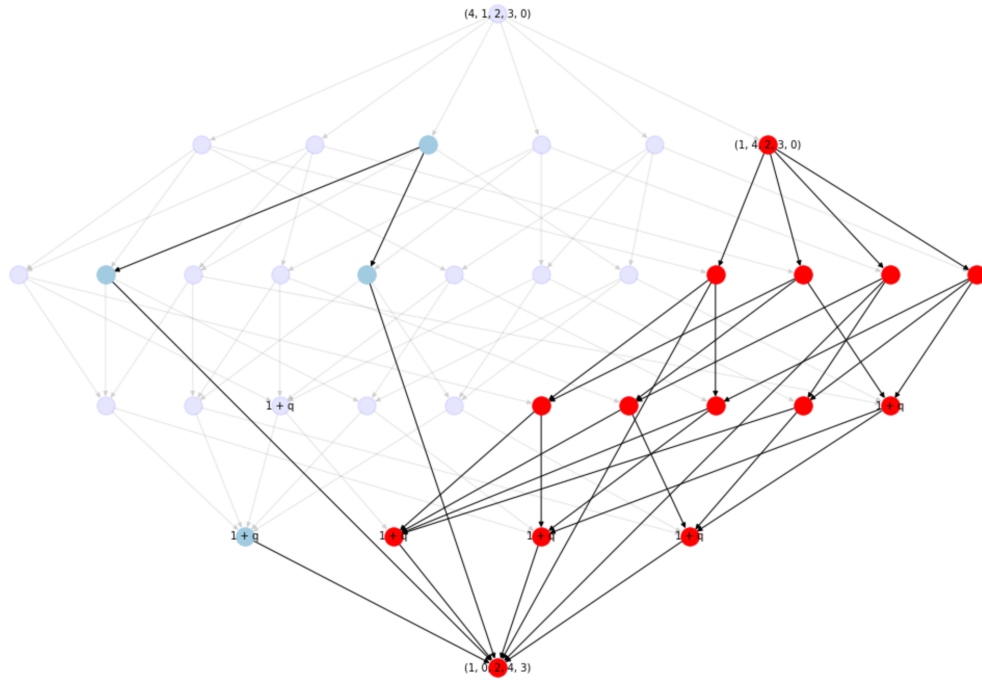 (4, 1, 2, 3, 0)
(1, 4, 2, 3, 0)
1 + q
1 + q
1 + q
1 + q
1 + q
1 + q
(1, 0, 2, 4, 3)